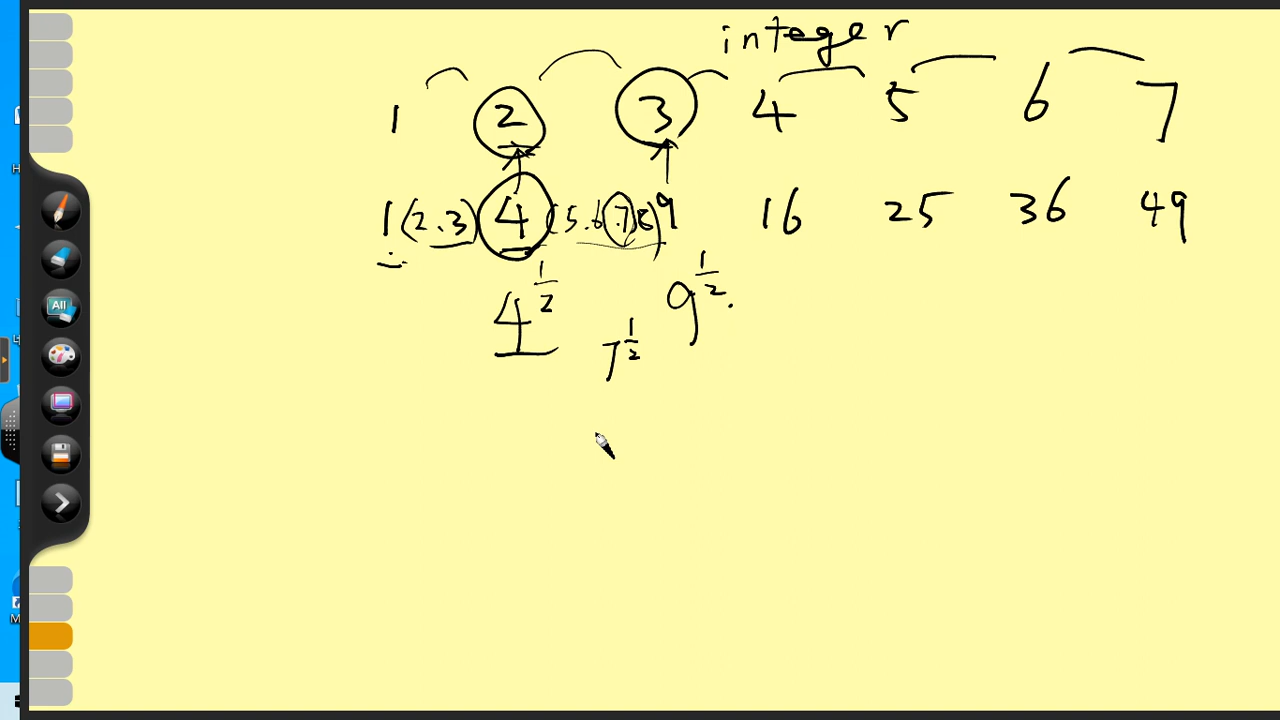 integer
1 2 3 4 5 6 7
1 (2.3) 4 (5.6.7.8) 9 16 25 36 49
4^{1/2} 7^{1/2} 9^{1/2}.
All